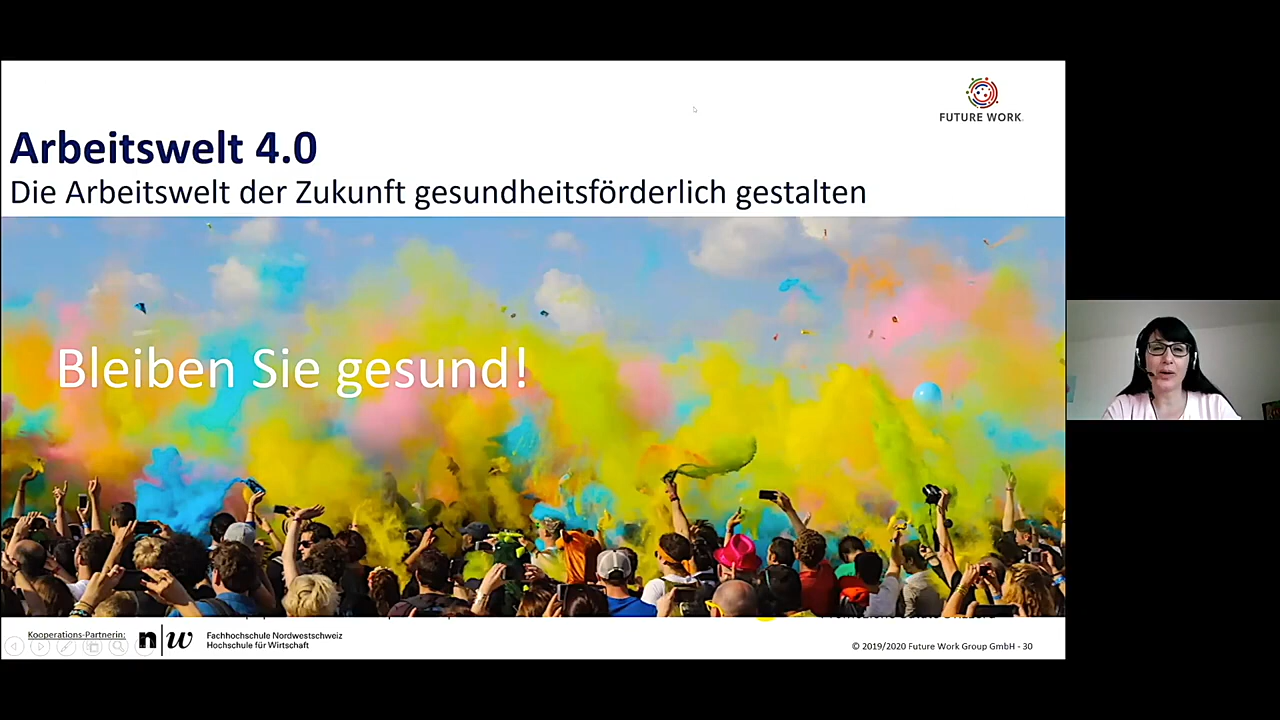 FUTURE WORK
Arbeitswelt 4.0
Die Arbeitswelt der Zukunft gesundheitsförderlich gestalten
Bleiben Sie gesund!
Kooperations-Partnerin:
n|w
Fachhochschule Nordwestschweiz
Hochschule für Wirtschaft
© 2019/2020 Future Work Group GmbH - 30